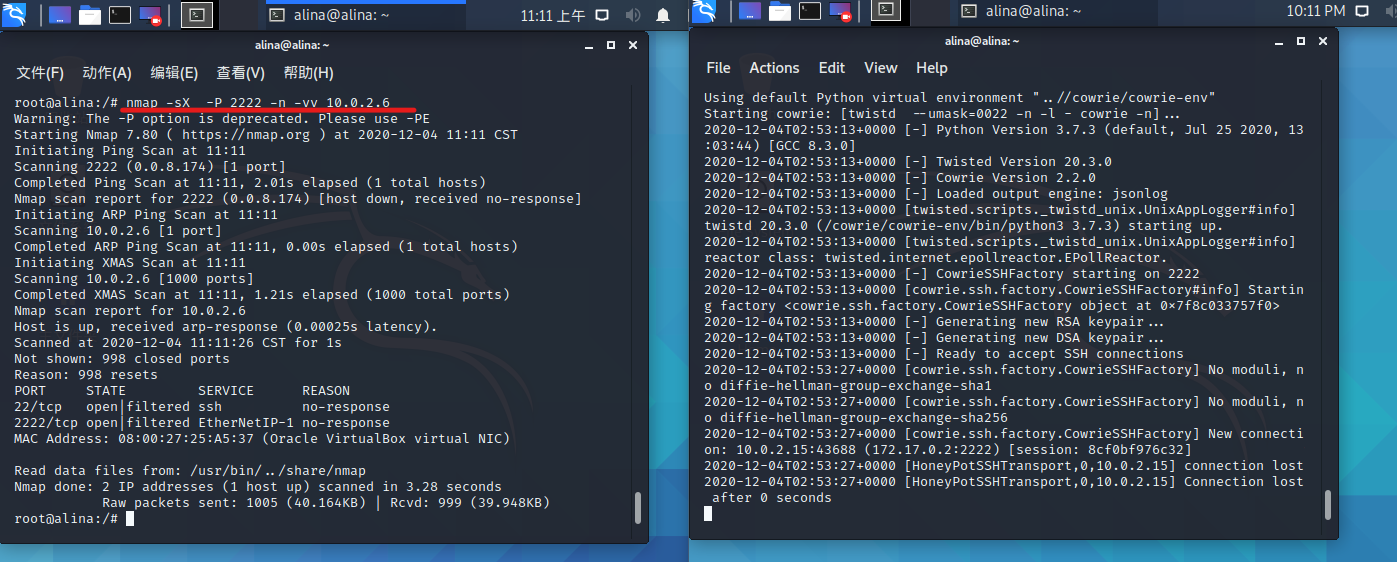 alina@alina: ~
11:11 上午
alina@alina:~
文件(F) 动作(A) 编辑(E) 查看(V) 帮助(H)
root@alina:/# nmap -sX  -P 2222 -n -vv 10.0.2.6
Warning: The -P option is deprecated. Please use -PE
Starting Nmap 7.80 ( https://nmap.org ) at 2020-12-04 11:11 CST
Initiating Ping Scan at 11:11
Scanning 2222 (0.0.8.174) [1 port]
Completed Ping Scan at 11:11, 2.01s elapsed (1 total hosts)
Nmap scan report for 2222 (0.0.8.174) [host down, received no-response]
Initiating ARP Ping Scan at 11:11
Scanning 10.0.2.6 [1 port]
Completed ARP Ping Scan at 11:11, 0.00s elapsed (1 total hosts)
Initiating XMAS Scan at 11:11
Scanning 10.0.2.6 [1000 ports]
Completed XMAS Scan at 11:11, 1.21s elapsed (1000 total ports)
Nmap scan report for 10.0.2.6
Host is up, received arp-response (0.00025s latency).
Scanned at 2020-12-04 11:11:26 CST for 1s
Not shown: 998 closed ports
Reason: 998 resets
PORT     STATE         SERVICE       REASON
22/tcp   open|filtered ssh           no-response
2222/tcp open|filtered EtherNetIP-1 no-response
MAC Address: 08:00:27:25:A5:37 (Oracle VirtualBox virtual NIC)
Read data files from: /usr/bin/../share/nmap
Nmap done: 2 IP addresses (1 host up) scanned in 3.28 seconds
Raw packets sent: 1005 (40.164KB) | Rcvd: 999 (39.948KB)
root@alina:/#
alina@alina: ~
10:11 PM
alina@alina:~
File Actions Edit View Help
Using default Python virtual environment "..//cowrie/cowrie-env"
Starting cowrie: [twistd  --umask=0022 -n -l - cowrie -n]...
2020-12-04T02:53:13+0000 [-] Python Version 3.7.3 (default, Jul 25 2020, 13
:03:44) [GCC 8.3.0]
2020-12-04T02:53:13+0000 [-] Twisted Version 20.3.0
2020-12-04T02:53:13+0000 [-] Cowrie Version 2.2.0
2020-12-04T02:53:13+0000 [-] Loaded output engine: jsonlog
2020-12-04T02:53:13+0000 [twisted.scripts._twistd_unix.UnixAppLogger#info]
twistd 20.3.0 (/cowrie/cowrie-env/bin/python3 3.7.3) starting up.
2020-12-04T02:53:13+0000 [twisted.scripts._twistd_unix.UnixAppLogger#info]
reactor class: twisted.internet.epollreactor.EPollReactor.
2020-12-04T02:53:13+0000 [-] CowrieSSHFactory starting on 2222
2020-12-04T02:53:13+0000 [cowrie.ssh.factory.CowrieSSHFactory#info] Startin
g factory <cowrie.ssh.factory.CowrieSSHFactory object at 0x7f8c033757f0>
2020-12-04T02:53:13+0000 [-] Generating new RSA keypair...
2020-12-04T02:53:13+0000 [-] Generating new DSA keypair...
2020-12-04T02:53:13+0000 [-] Ready to accept SSH connections
2020-12-04T02:53:27+0000 [cowrie.ssh.factory.CowrieSSHFactory] No moduli, n
o diffie-hellman-group-exchange-sha1
2020-12-04T02:53:27+0000 [cowrie.ssh.factory.CowrieSSHFactory] No moduli, n
o diffie-hellman-group-exchange-sha256
2020-12-04T02:53:27+0000 [cowrie.ssh.factory.CowrieSSHFactory] New connecti
on: 10.0.2.15:43688 (172.17.0.2:2222) [session: 8cf0bf976c32]
2020-12-04T02:53:27+0000 [HoneyPotSSHTransport,0,10.0.2.15] connection lost
2020-12-04T02:53:27+0000 [HoneyPotSSHTransport,0,10.0.2.15] Connection lost
after 0 seconds